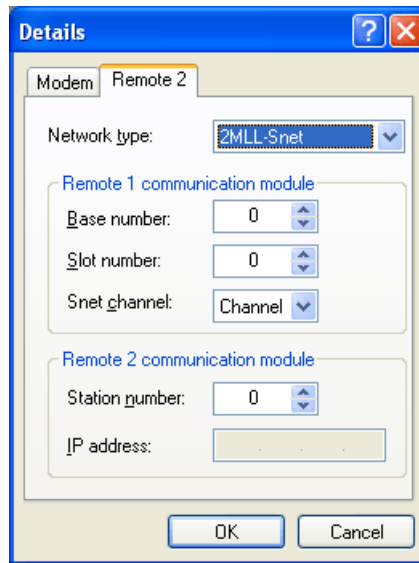 Details
Modem Remote 2
Network type: 2MLL-Snet
Remote 1 communication module
Base number: 0
Slot number: 0
Snet channel: Channel
Remote 2 communication module
Station number: 0
IP address: . . .
OK Cancel